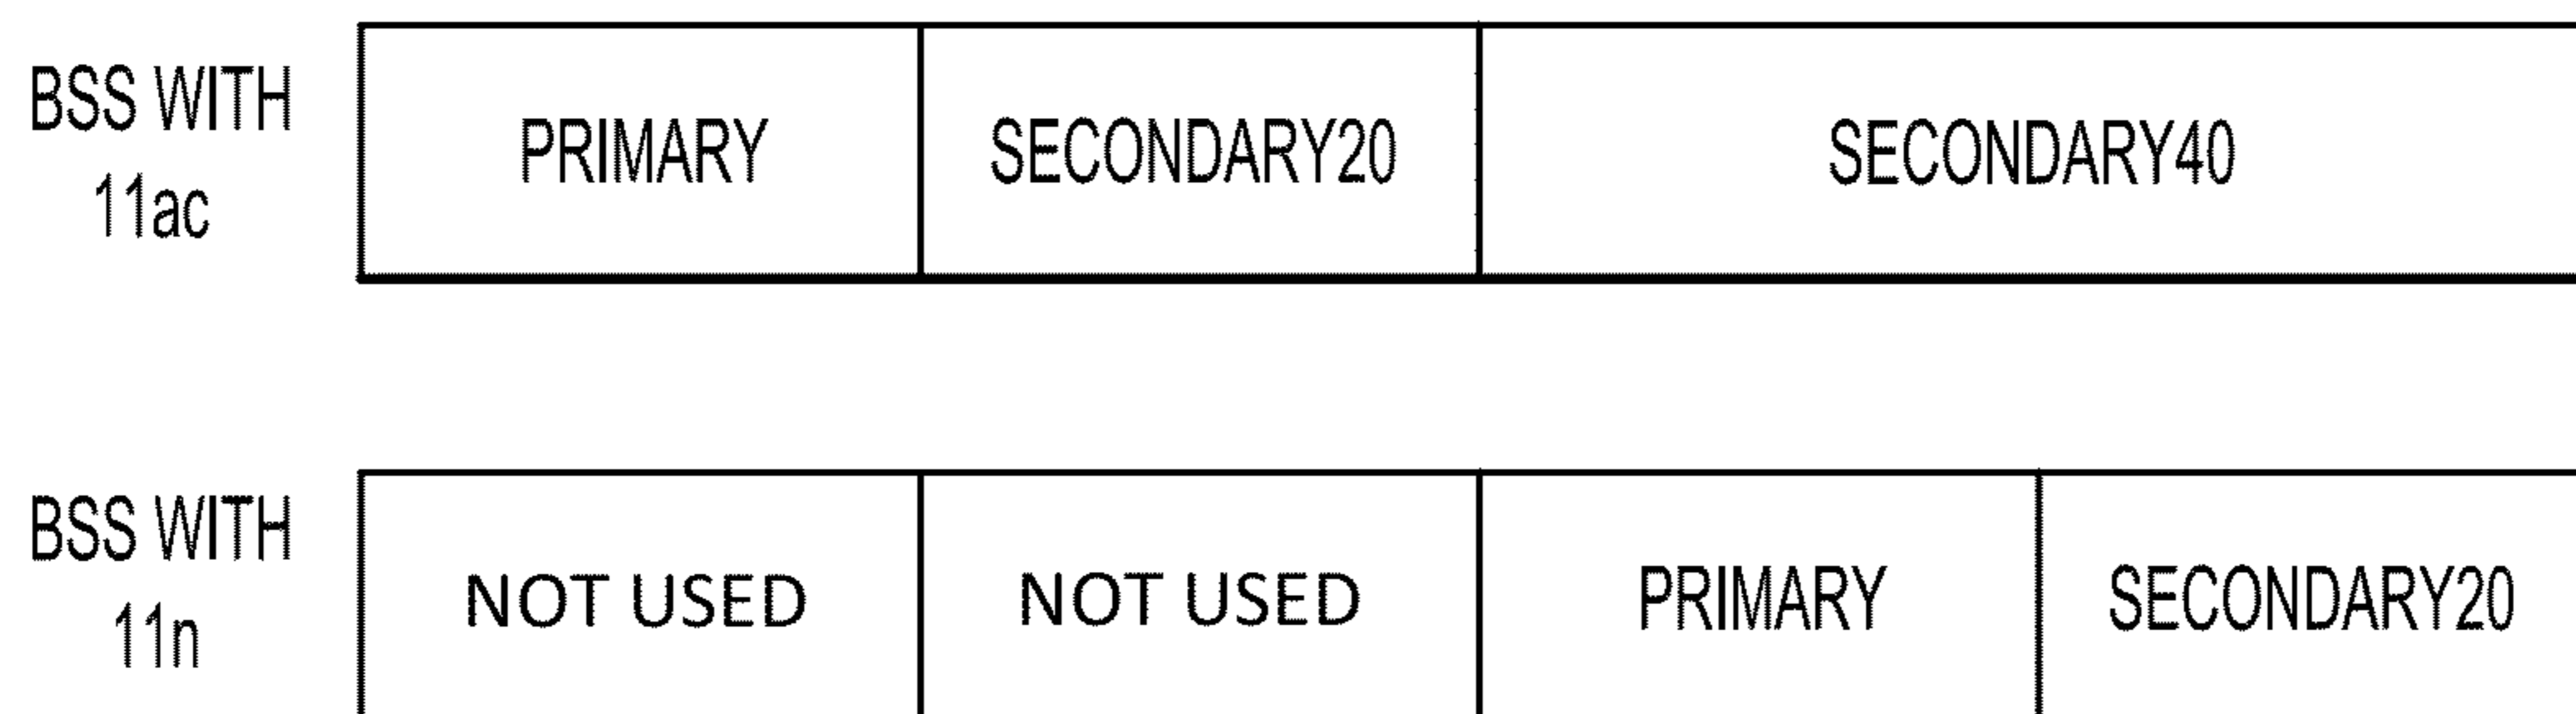 BSS WITH
11ac
PRIMARY
SECONDARY20
SECONDARY40
BSS WITH
11n
NOT USED
NOT USED
PRIMARY
SECONDARY20